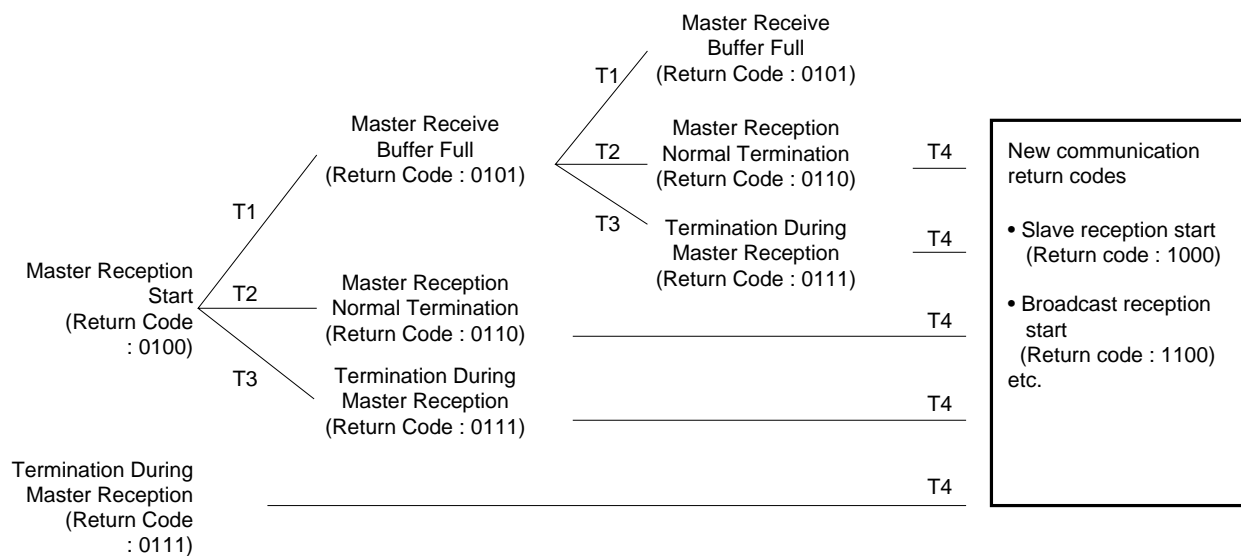 Master Receive
Buffer Full
(Return Code : 0101)
T1
Master Receive
Buffer Full
(Return Code : 0101)
T2
Master Reception
Normal Termination
(Return Code : 0110)
T4
T3
Termination During
Master Reception
(Return Code : 0111)
T4
T1
Master Reception
Start
(Return Code
: 0100)
T2
Master Reception
Normal Termination
(Return Code : 0110)
T4
T3
Termination During
Master Reception
(Return Code : 0111)
T4
Termination During
Master Reception
(Return Code
: 0111)
T4
New communication
return codes
• Slave reception start
(Return code : 1000)
• Broadcast reception
start
(Return code : 1100)
etc.